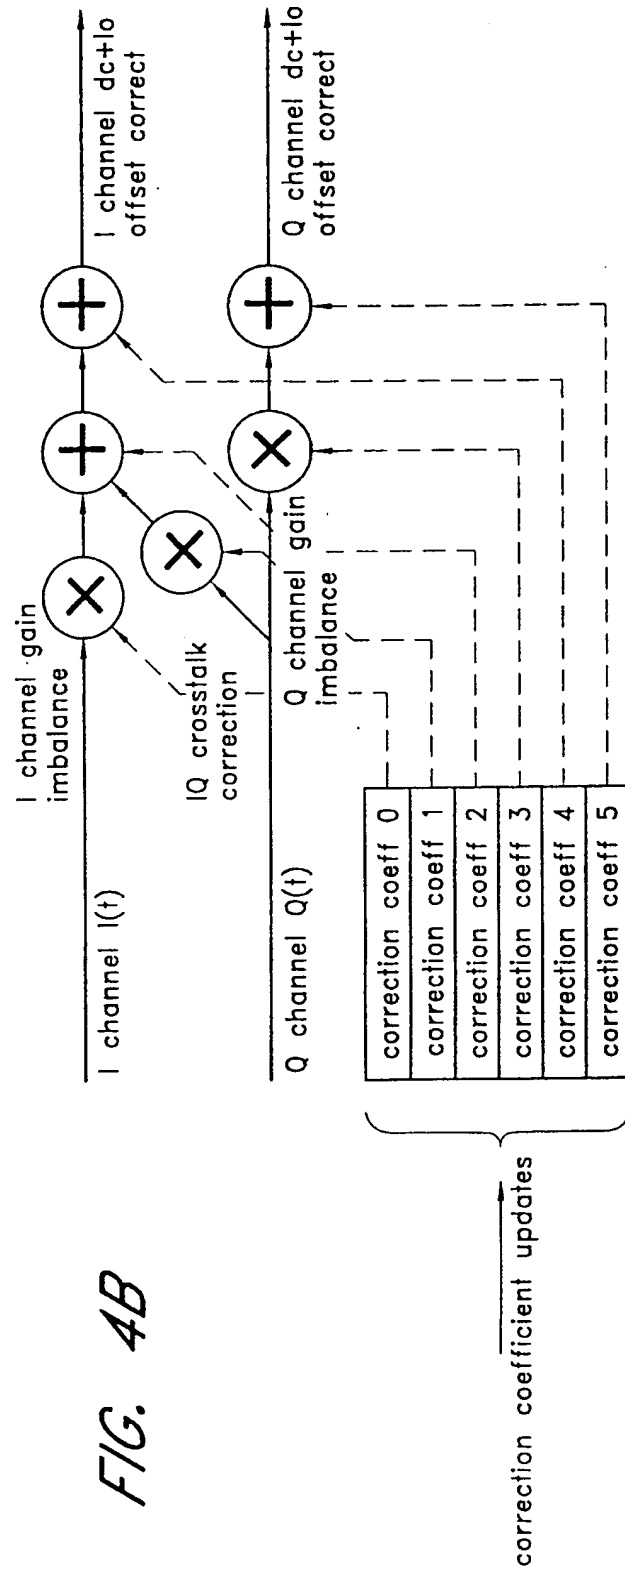 FIG. 4B
I channel I(t)
I channel gain
imbalance
I channel dc+lo
offset correct
IQ crosstalk
correction
Q channel Q(t)
Q channel gain
imbalance
Q channel dc+lo
offset correct
correction coeff 0
correction coeff 1
correction coeff 2
correction coeff 3
correction coeff 4
correction coeff 5
correction coefficient updates